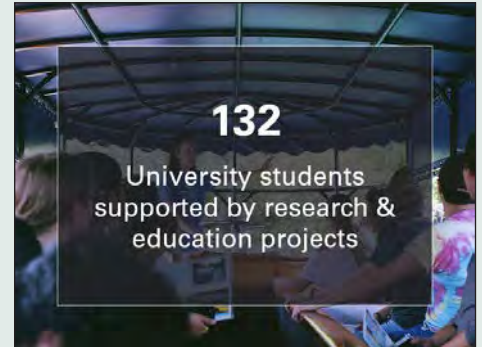 132
University students
supported by research &
education projects